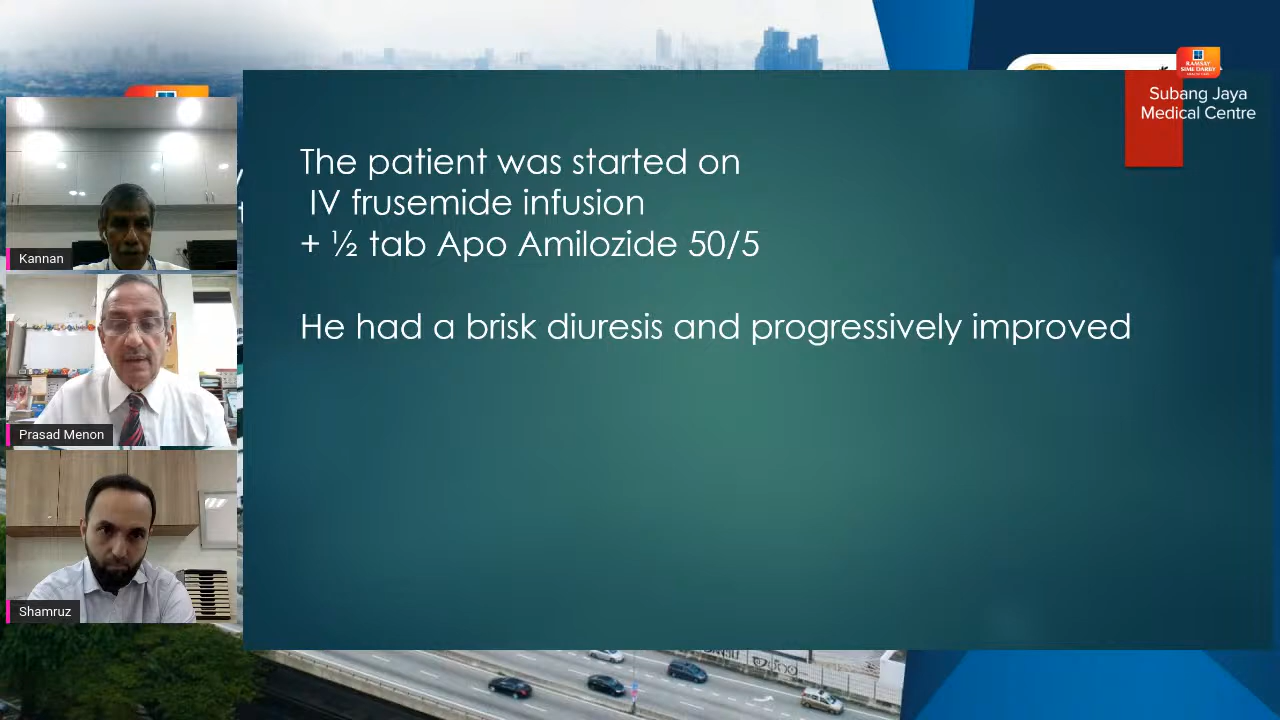 RAMSAY
SIME DARBY
Subang Jaya
Medical Centre
The patient was started on
IV frusemide infusion
+ ½ tab Apo Amilozide 50/5
He had a brisk diuresis and progressively improved
Kannan
Prasad Menon
Shamruz